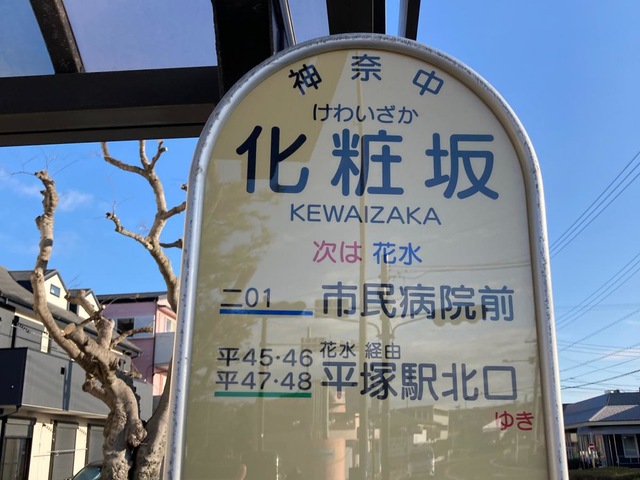 神奈中
けわいざか
化粧坂
KEWAIZAKA
次は 花水
二01 市民病院前
平45・46 花水 経由
平47・48 平塚駅北口
ゆき